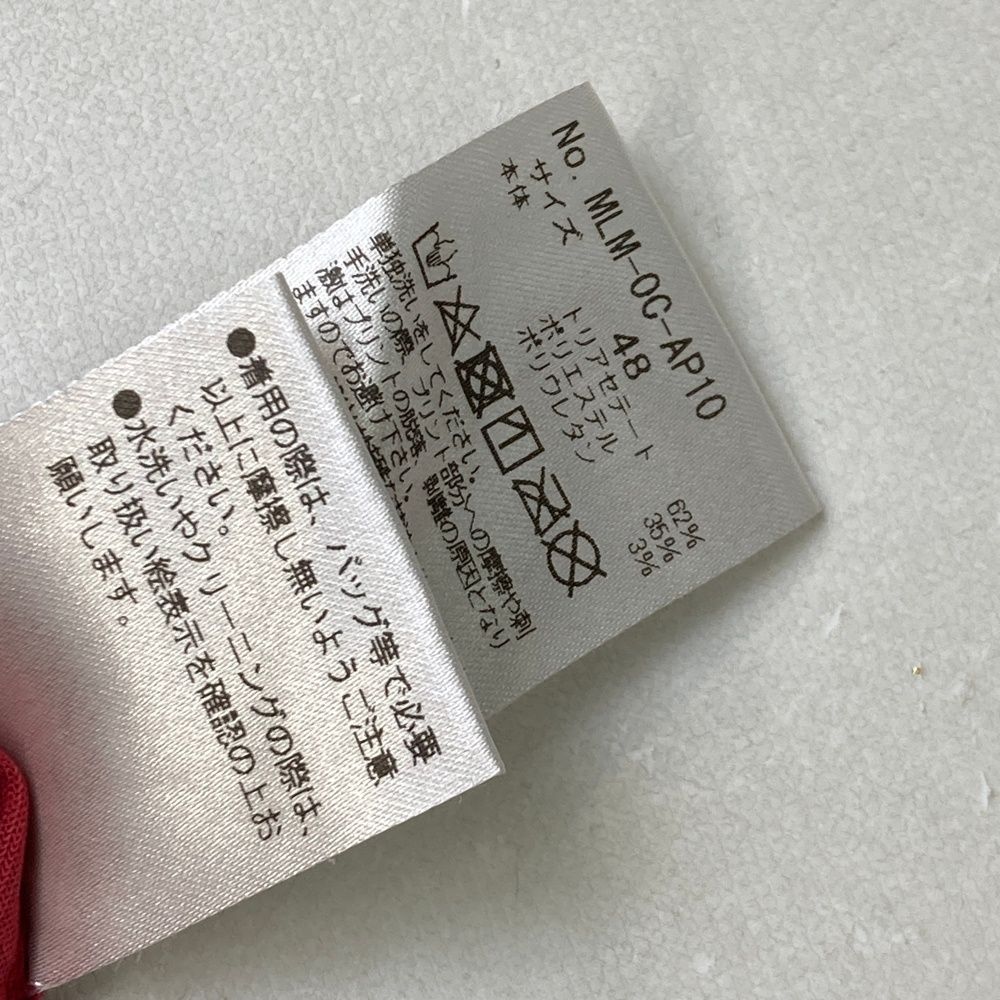 No. MLM-OC-AP10
サイズ 48
本体 トリアセテート 62%
ポリエステル 35%
ポリウレタン 3%
単独洗いをしてください。
手洗いの際、プリント部分への摩擦や刺
激はプリントの脱落、剥離の原因となり
ますのでお避け下さい。
●着用の際は、バッグ等で必要
以上に摩擦し無いようご注意
ください。
●水洗いやクリーニングの際は、
取り扱い絵表示を確認の上お
願いします。